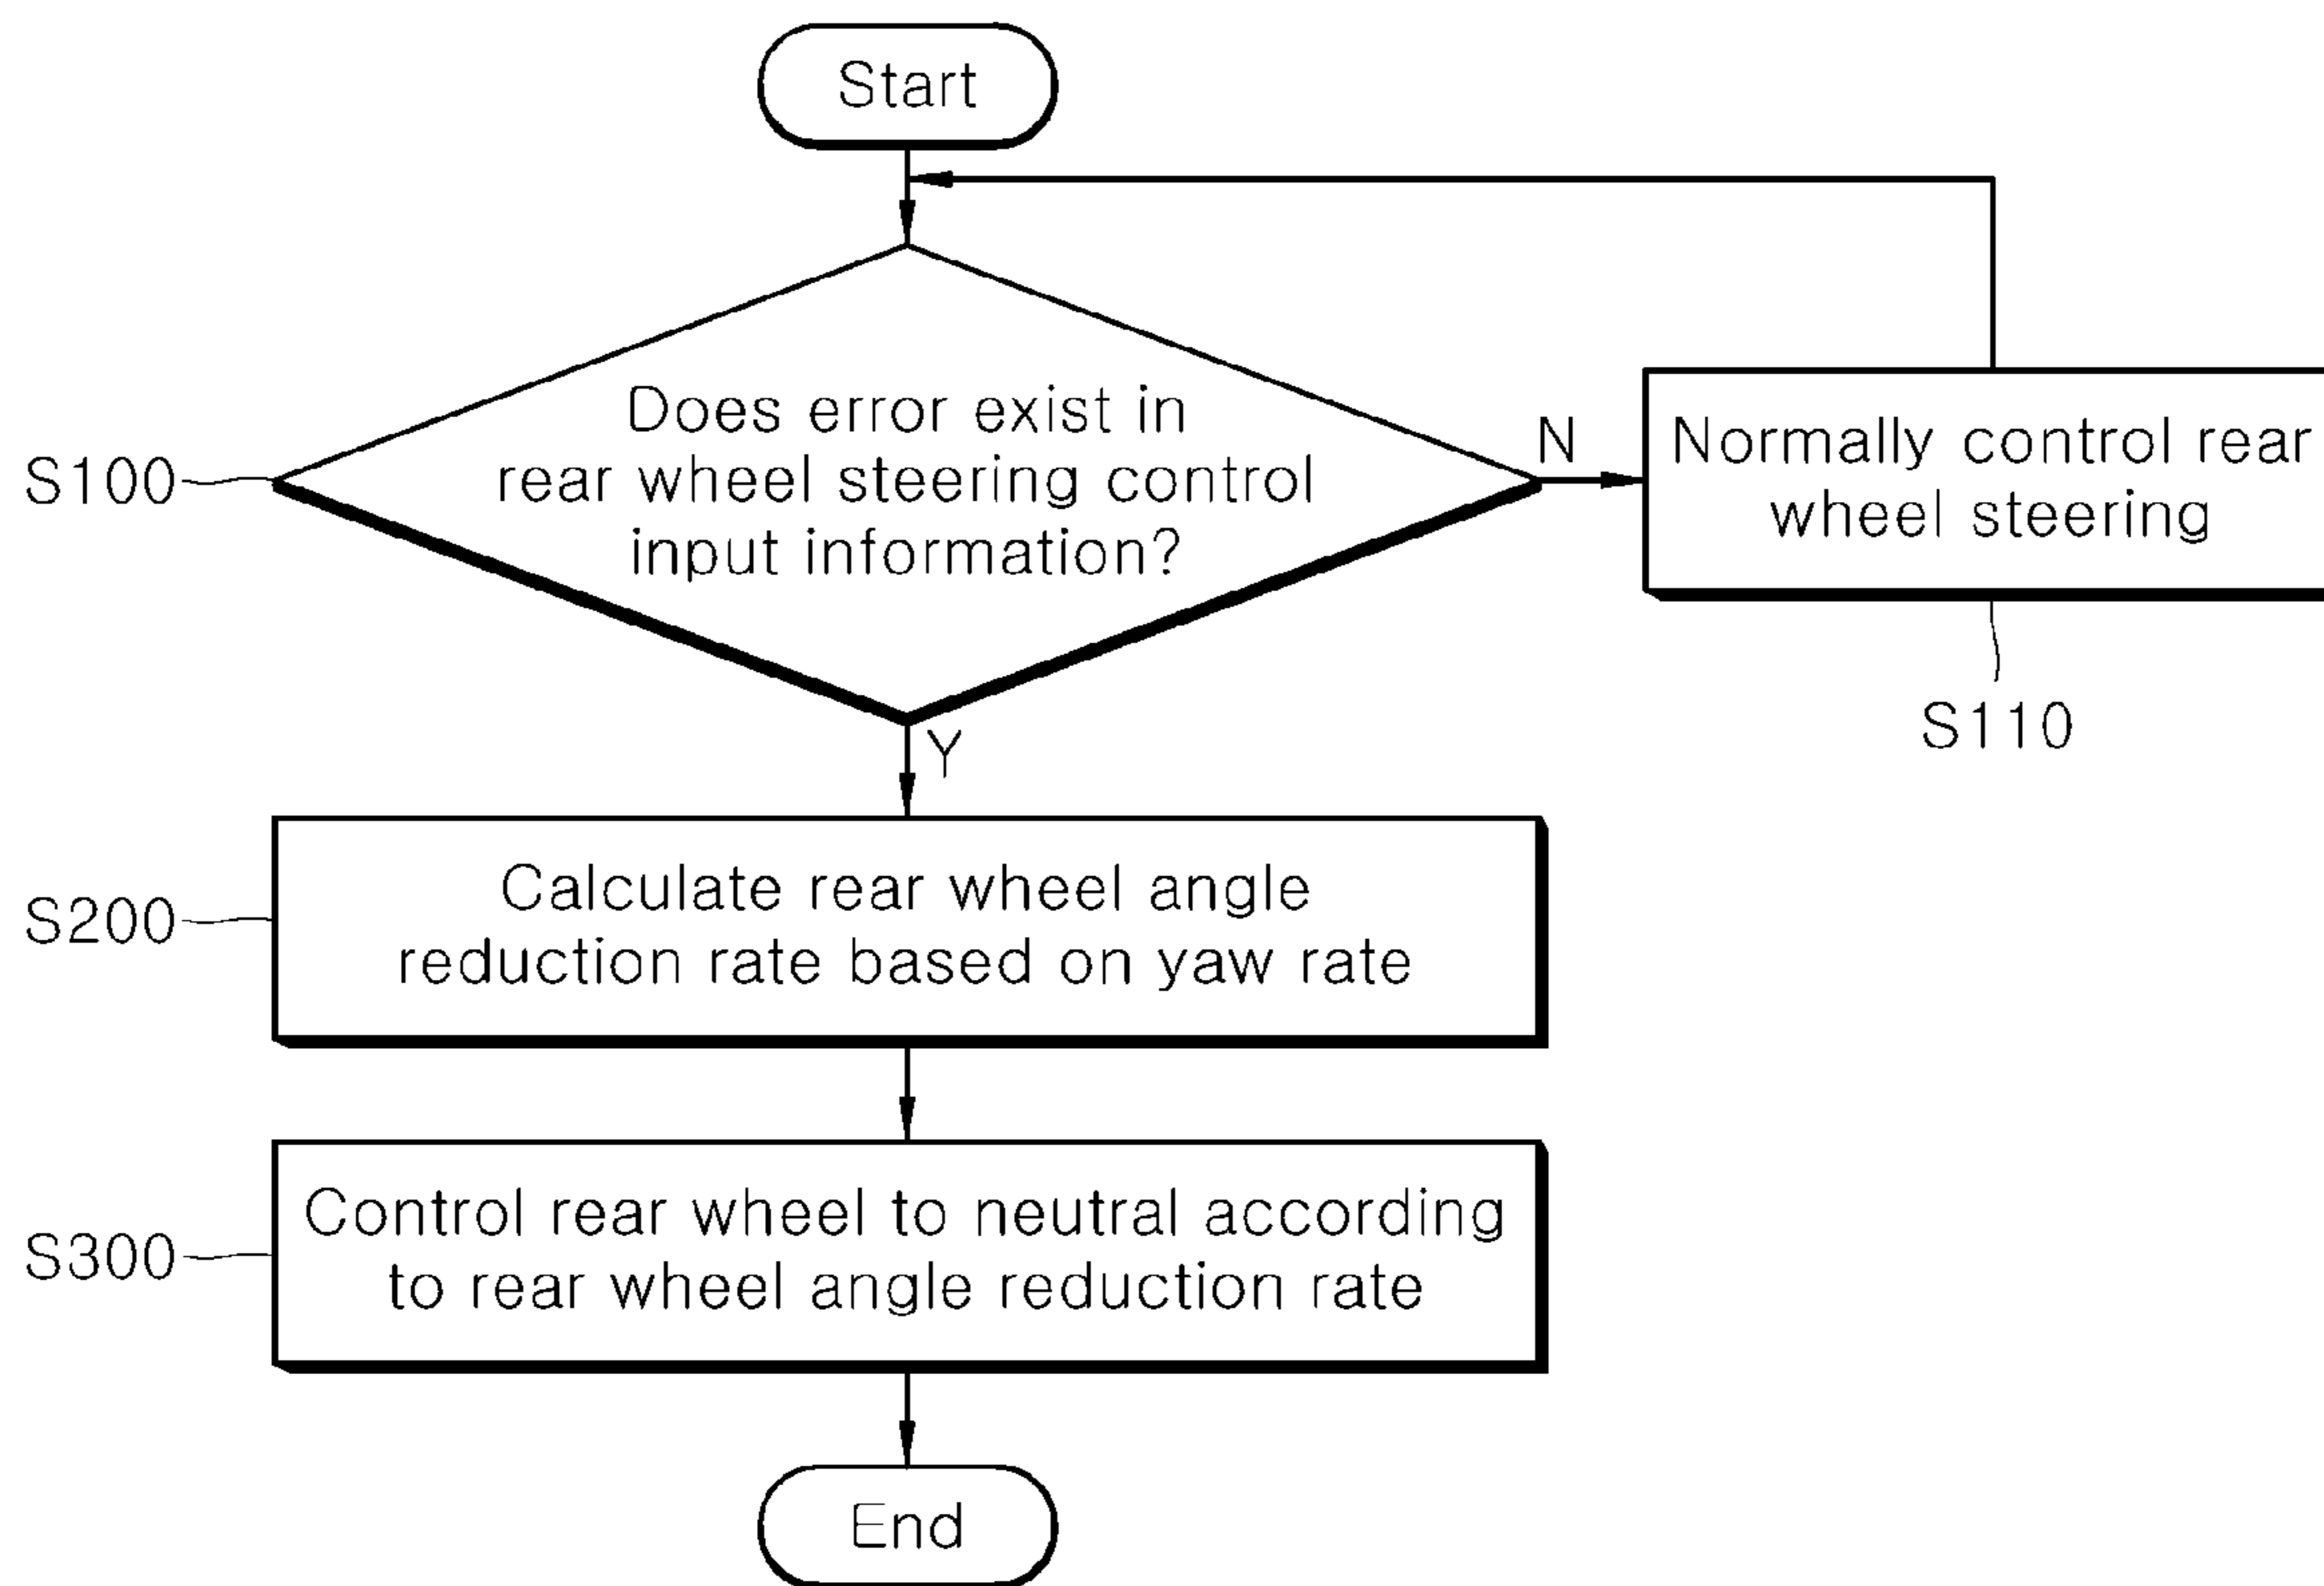 Start
Does error exist in
rear wheel steering control
input information?
S100
N
Normally control rear
wheel steering
S110
Y
Calculate rear wheel angle
reduction rate based on yaw rate
S200
Control rear wheel to neutral according
to rear wheel angle reduction rate
S300
End